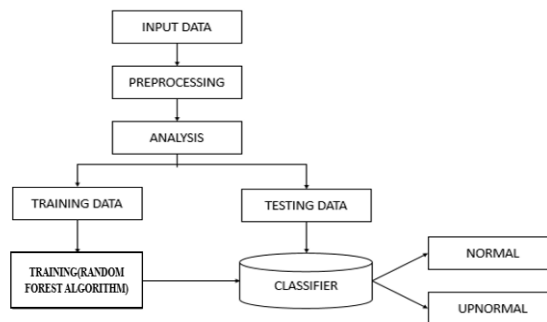 INPUT DATA
PREPROCESSING
ANALYSIS
TRAINING DATA
TESTING DATA
TRAINING(RANDOM
FOREST ALGORITHM)
CLASSIFIER
NORMAL
UPNORMAL